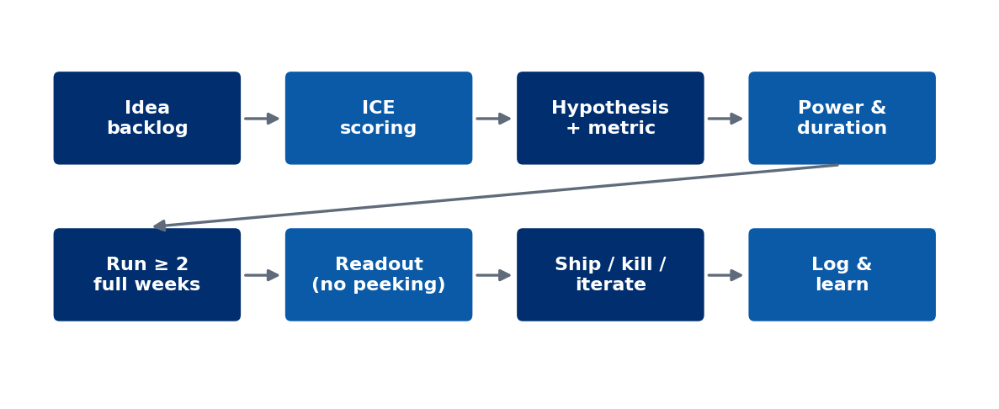 Idea
backlog
ICE
scoring
Hypothesis
+ metric
Power &
duration
Run ≥ 2
full weeks
Readout
(no peeking)
Ship / kill /
iterate
Log &
learn